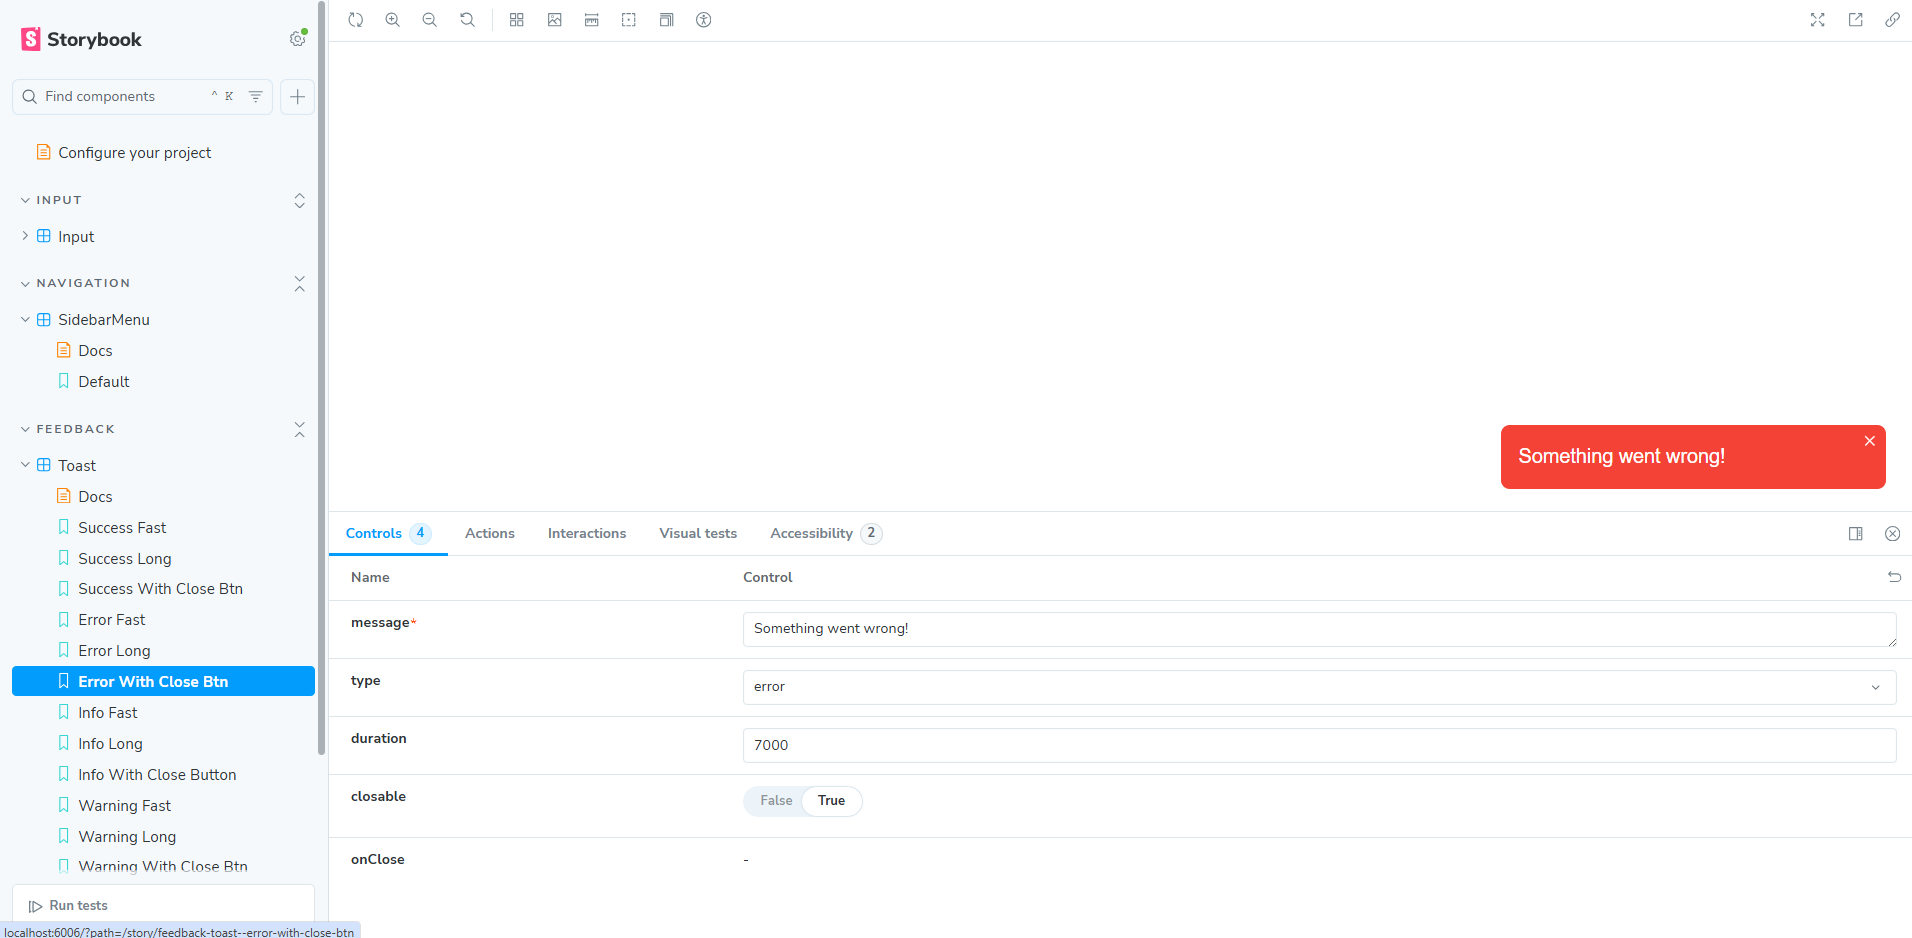 Storybook
Find components
^ K
Configure your project
INPUT
Input
NAVIGATION
SidebarMenu
Docs
Default
FEEDBACK
Toast
Docs
Success Fast
Success Long
Success With Close Btn
Error Fast
Error Long
Error With Close Btn
Info Fast
Info Long
Info With Close Button
Warning Fast
Warning Long
Warning With Close Btn
Run tests
localhost:6006/?path=/story/feedback-toast--error-with-close-btn
Something went wrong!
Controls 4 Actions Interactions Visual tests Accessibility 2
Name Control
message* Something went wrong!
type error
duration 7000
closable False True
onClose -